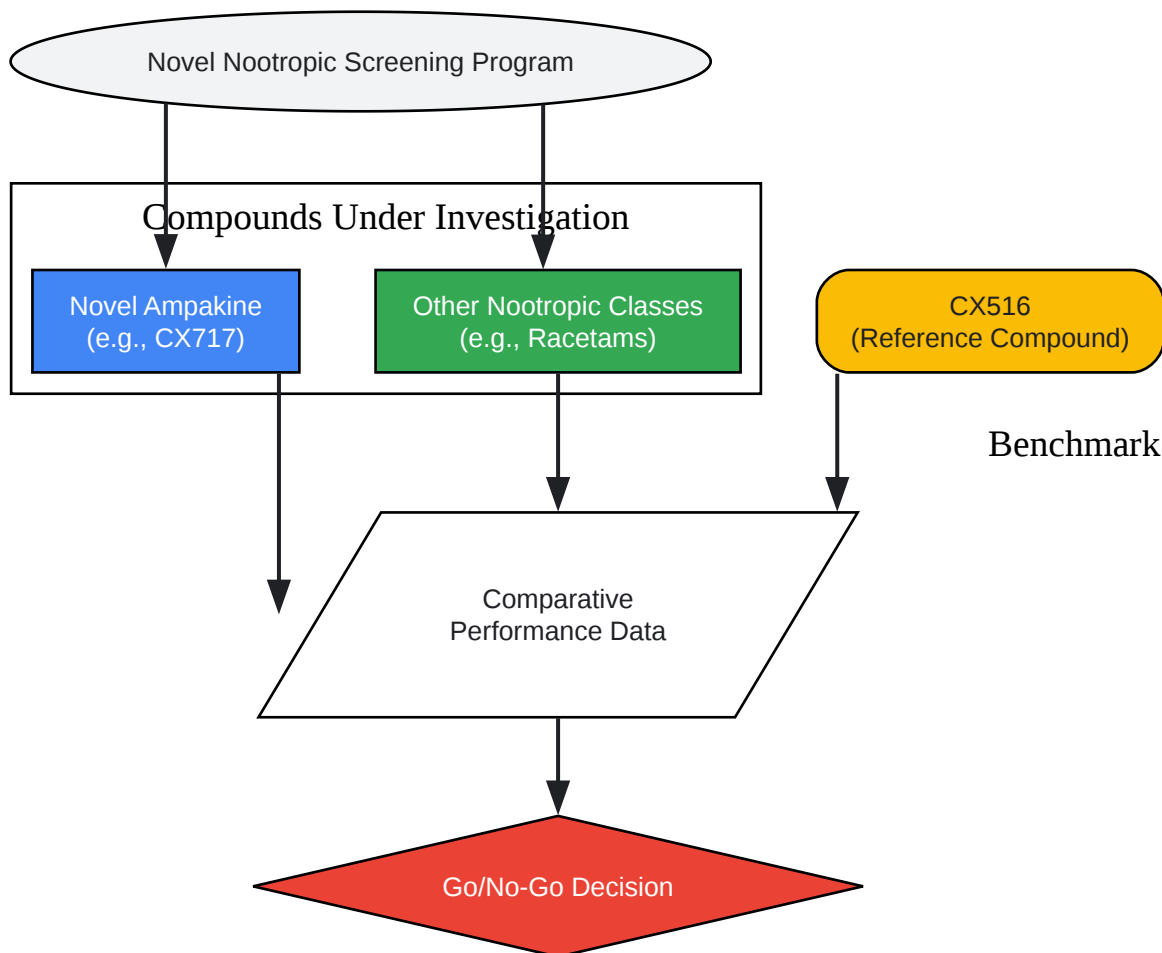 Novel Nootropic Screening Program
Compounds Under Investigation
Novel Ampakine
(e.g., CX717)
Other Nootropic Classes
(e.g., Racetams)
CX516
(Reference Compound)
Benchmark
Comparative
Performance Data
Go/No-Go Decision